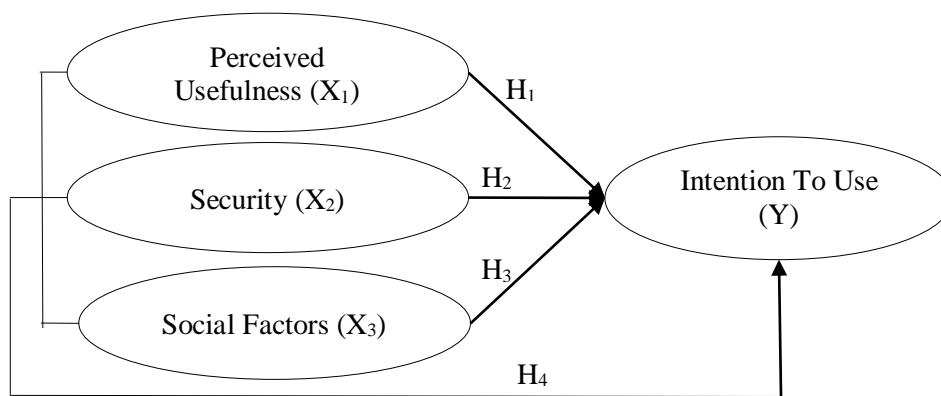 Perceived
Usefulness (X₁)
H₁
Security (X₂)
H₂
Intention To Use
(Y)
Social Factors (X₃)
H₃
H₄